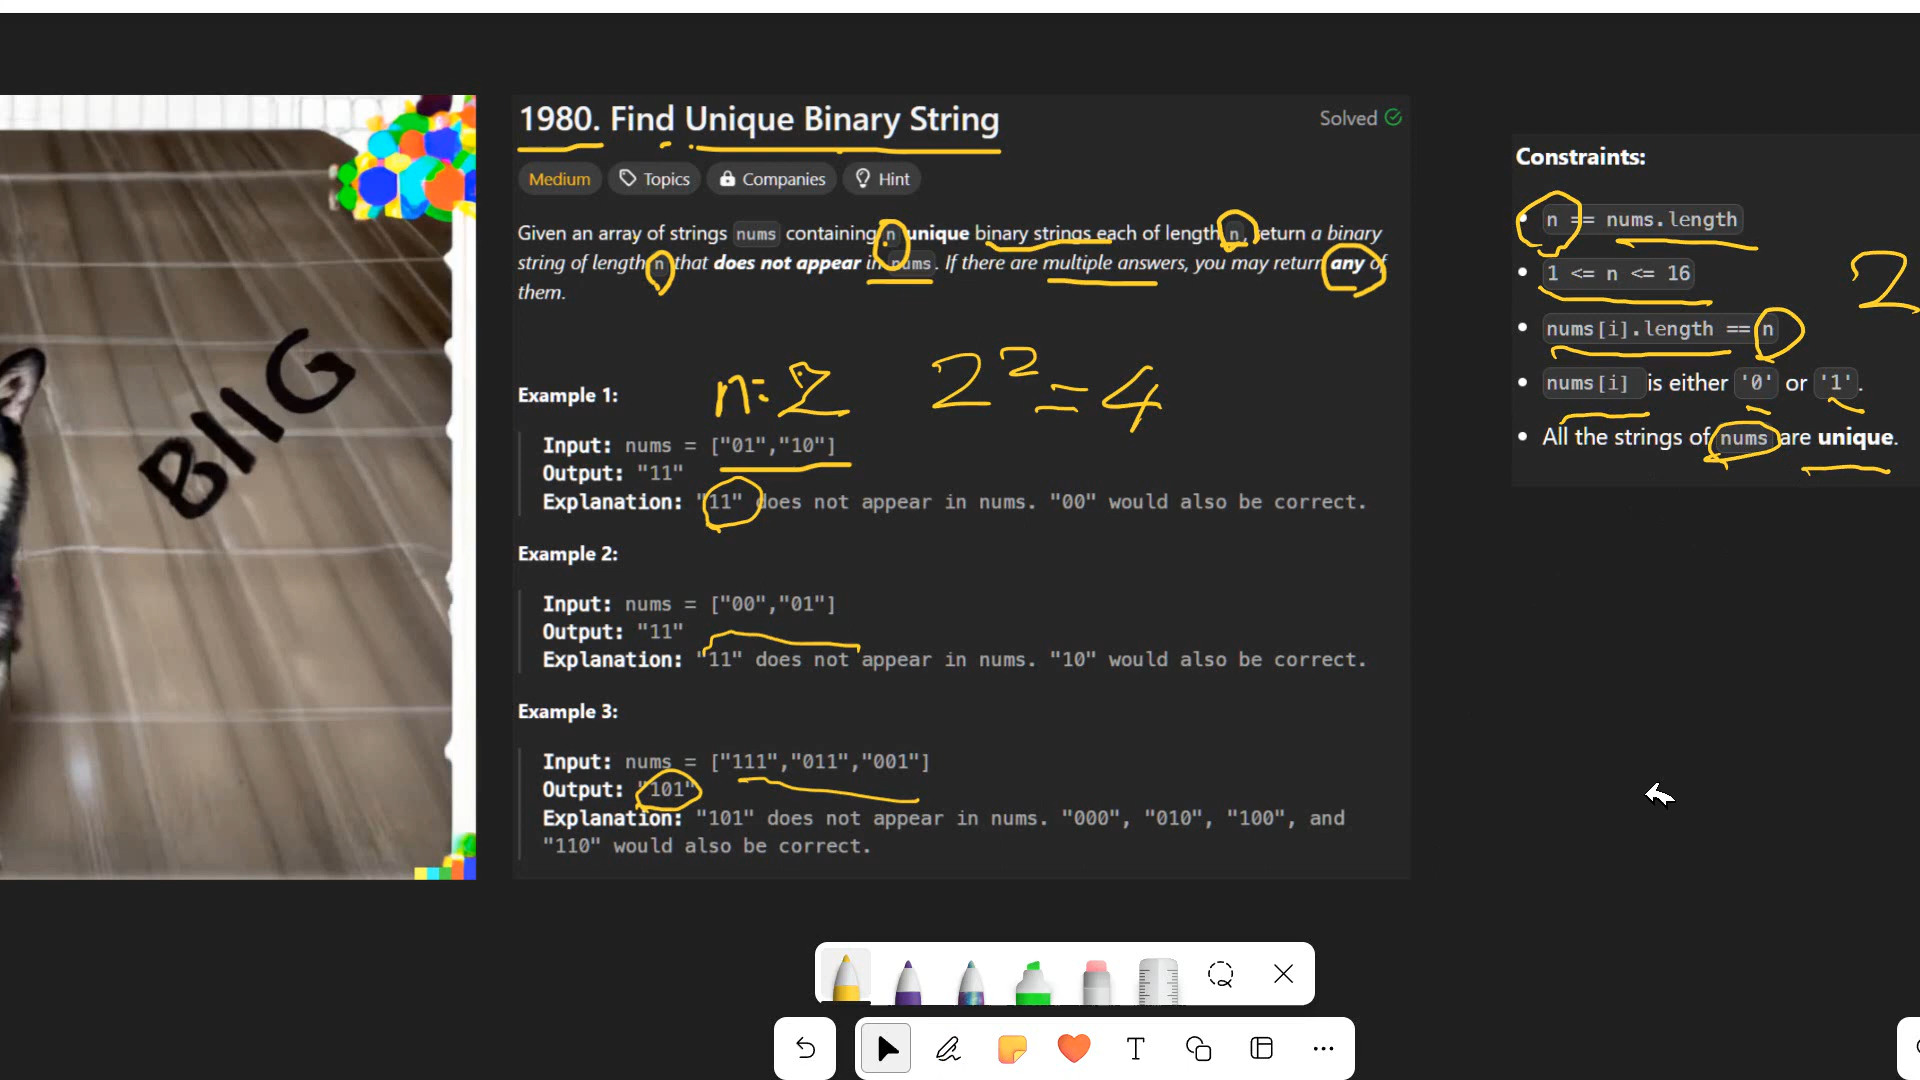 BIIG
1980. Find Unique Binary String
Solved
Medium Topics Companies Hint
Given an array of strings nums containing n unique binary strings each of length n, return a binary
string of length n that does not appear in nums. If there are multiple answers, you may return any of
them.
n = 2 2² = 4
Example 1:
Input: nums = ["01","10"]
Output: "11"
Explanation: "11" does not appear in nums. "00" would also be correct.
Example 2:
Input: nums = ["00","01"]
Output: "11"
Explanation: "11" does not appear in nums. "10" would also be correct.
Example 3:
Input: nums = ["111","011","001"]
Output: "101"
Explanation: "101" does not appear in nums. "000", "010", "100", and
"110" would also be correct.
Constraints:
• n == nums.length
• 1 <= n <= 16
2
• nums[i].length == n
• nums[i] is either '0' or '1'.
• All the strings of nums are unique.
T